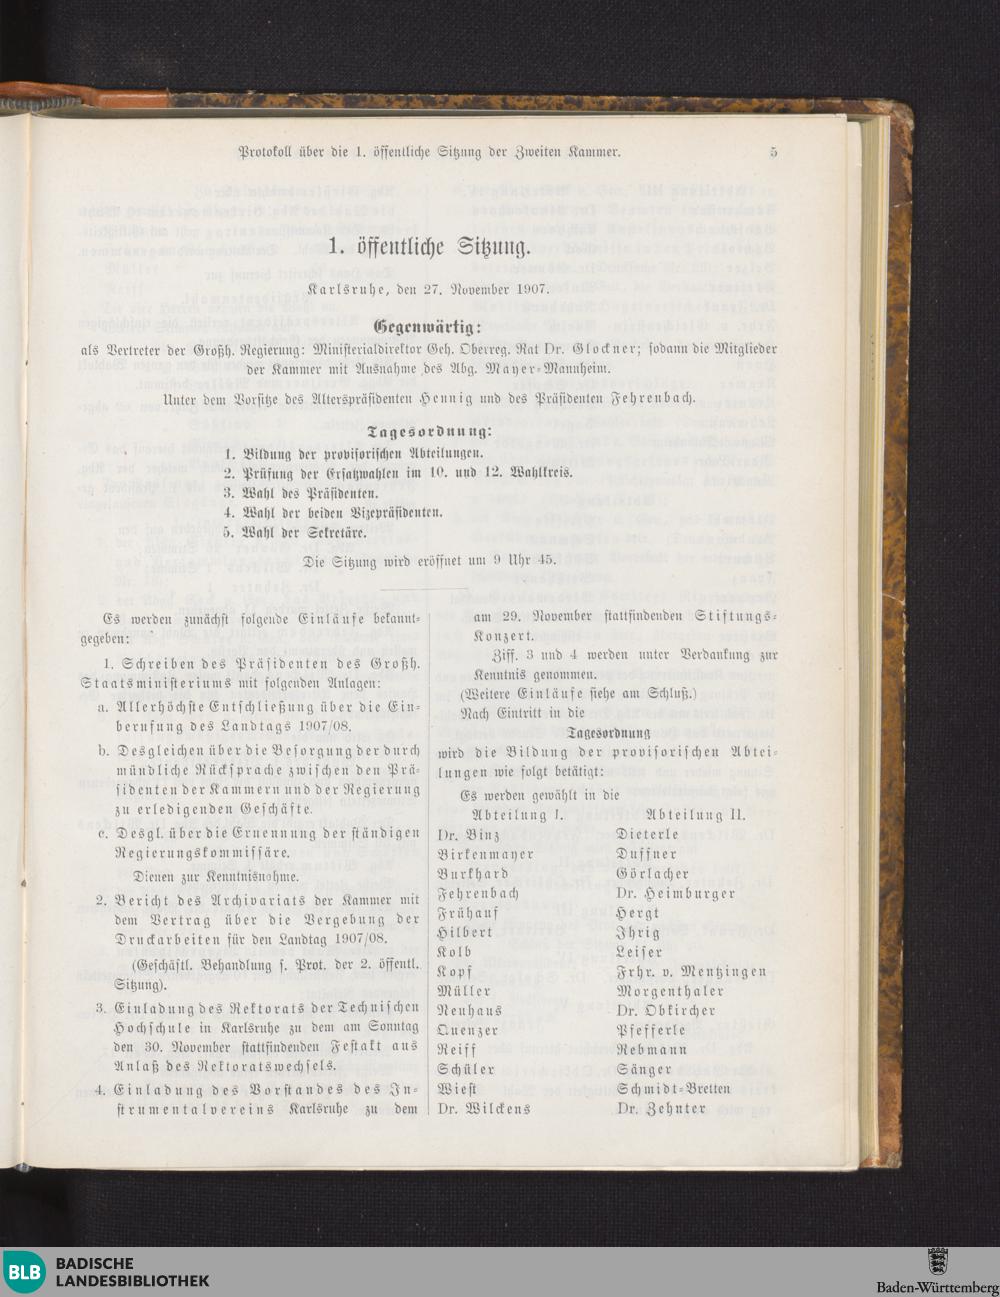 Protokoll über die 1. öffentliche Sitzung der Zweiten Kammer. 5
1. öffentliche Sitzung.
Karlsruhe, den 27. November 1907.
Gegenwärtig:
als Vertreter der Großh. Regierung: Ministerialdirektor Geh. Oberreg. Rat Dr. Glockner; sodann die Mitglieder
der Kammer mit Ausnahme des Abg. Mayer-Mannheim.
Unter dem Vorsitze des Alterspräsidenten Hennig und des Präsidenten Fehrenbach.
Tagesordnung:
1. Bildung der provisorischen Abteilungen.
2. Prüfung der Ersatzwahlen im 10. und 12. Wahlkreis.
3. Wahl des Präsidenten.
4. Wahl der beiden Vizepräsidenten.
5. Wahl der Sekretäre.
Die Sitzung wird eröffnet um 9 Uhr 45.
Es werden zunächst folgende Einläufe bekannt-
gegeben:
1. Schreiben des Präsidenten des Großh.
Staatsministeriums mit folgenden Anlagen:
a. Allerhöchste Entschließung über die Ein-
berufung des Landtags 1907/08.
b. Desgleichen über die Besorgung der durch
mündliche Rücksprache zwischen den Prä-
sidenten der Kammern und der Regierung
zu erledigenden Geschäfte.
c. Desgl. über die Ernennung der ständigen
Regierungskommissäre.
Dienen zur Kenntnisnahme.
2. Bericht des Archivariats der Kammer mit
dem Vertrag über die Vergebung der
Druckarbeiten für den Landtag 1907/08.
(Geschäftl. Behandlung s. Prot. der 2. öffentl.
Sitzung).
3. Einladung des Rektorats der Technischen
Hochschule in Karlsruhe zu dem am Sonntag
den 30. November stattfindenden Festakt aus
Anlaß des Rektoratswechsels.
4. Einladung des Vorstandes des In-
strumentalvereins Karlsruhe zu dem
am 29. November stattfindenden Stiftungs-
Konzert.
Ziff. 3 und 4 werden unter Verdankung zur
Kenntnis genommen.
(Weitere Einläufe siehe am Schluß.)
Nach Eintritt in die
Tagesordnung
wird die Bildung der provisorischen Abtei-
lungen wie folgt betätigt:
Es werden gewählt in die
Abteilung I. Abteilung II.
Dr. Binz Dieterle
Birkenmayer Duffner
Burkhard Görlacher
Fehrenbach Dr. Heimburger
Frühauf Hergt
Hilbert Ihrig
Kolb Leiser
Kopf Frhr. v. Mentzingen
Müller Morgenthaler
Neuhaus Dr. Obkircher
Quenzer Pfefferle
Reiff Rebmann
Schüler Sänger
Wiest Schmidt-Bretten
Dr. Wilckens Dr. Zehnter
BLB BADISCHE
LANDESBIBLIOTHEK
Baden-Württemberg